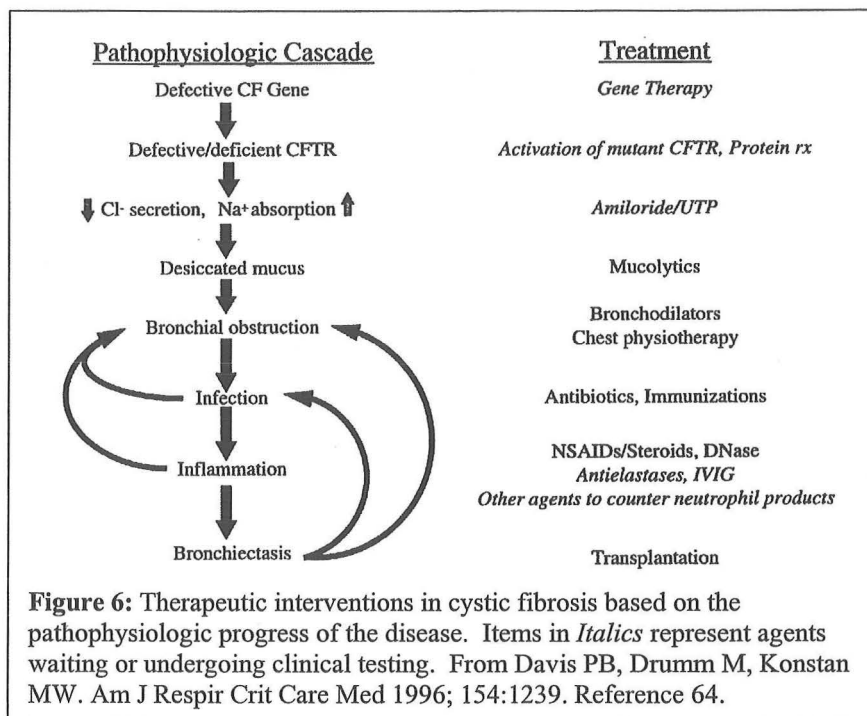 Pathophysiologic Cascade Treatment
Defective CF Gene Gene Therapy
Defective/deficient CFTR Activation of mutant CFTR, Protein rx
Cl- secretion, Na+ absorption Amiloride/UTP
Desiccated mucus Mucolytics
Bronchial obstruction Bronchodilators
Chest physiotherapy
Infection Antibiotics, Immunizations
NSAIDs/Steroids, DNase
Inflammation Antielastases, IVIG
Other agents to counter neutrophil products
Bronchiectasis Transplantation
Figure 6: Therapeutic interventions in cystic fibrosis based on the
pathophysiologic progress of the disease. Items in Italics represent agents
waiting or undergoing clinical testing. From Davis PB, Drumm M, Konstan
MW. Am J Respir Crit Care Med 1996; 154:1239. Reference 64.